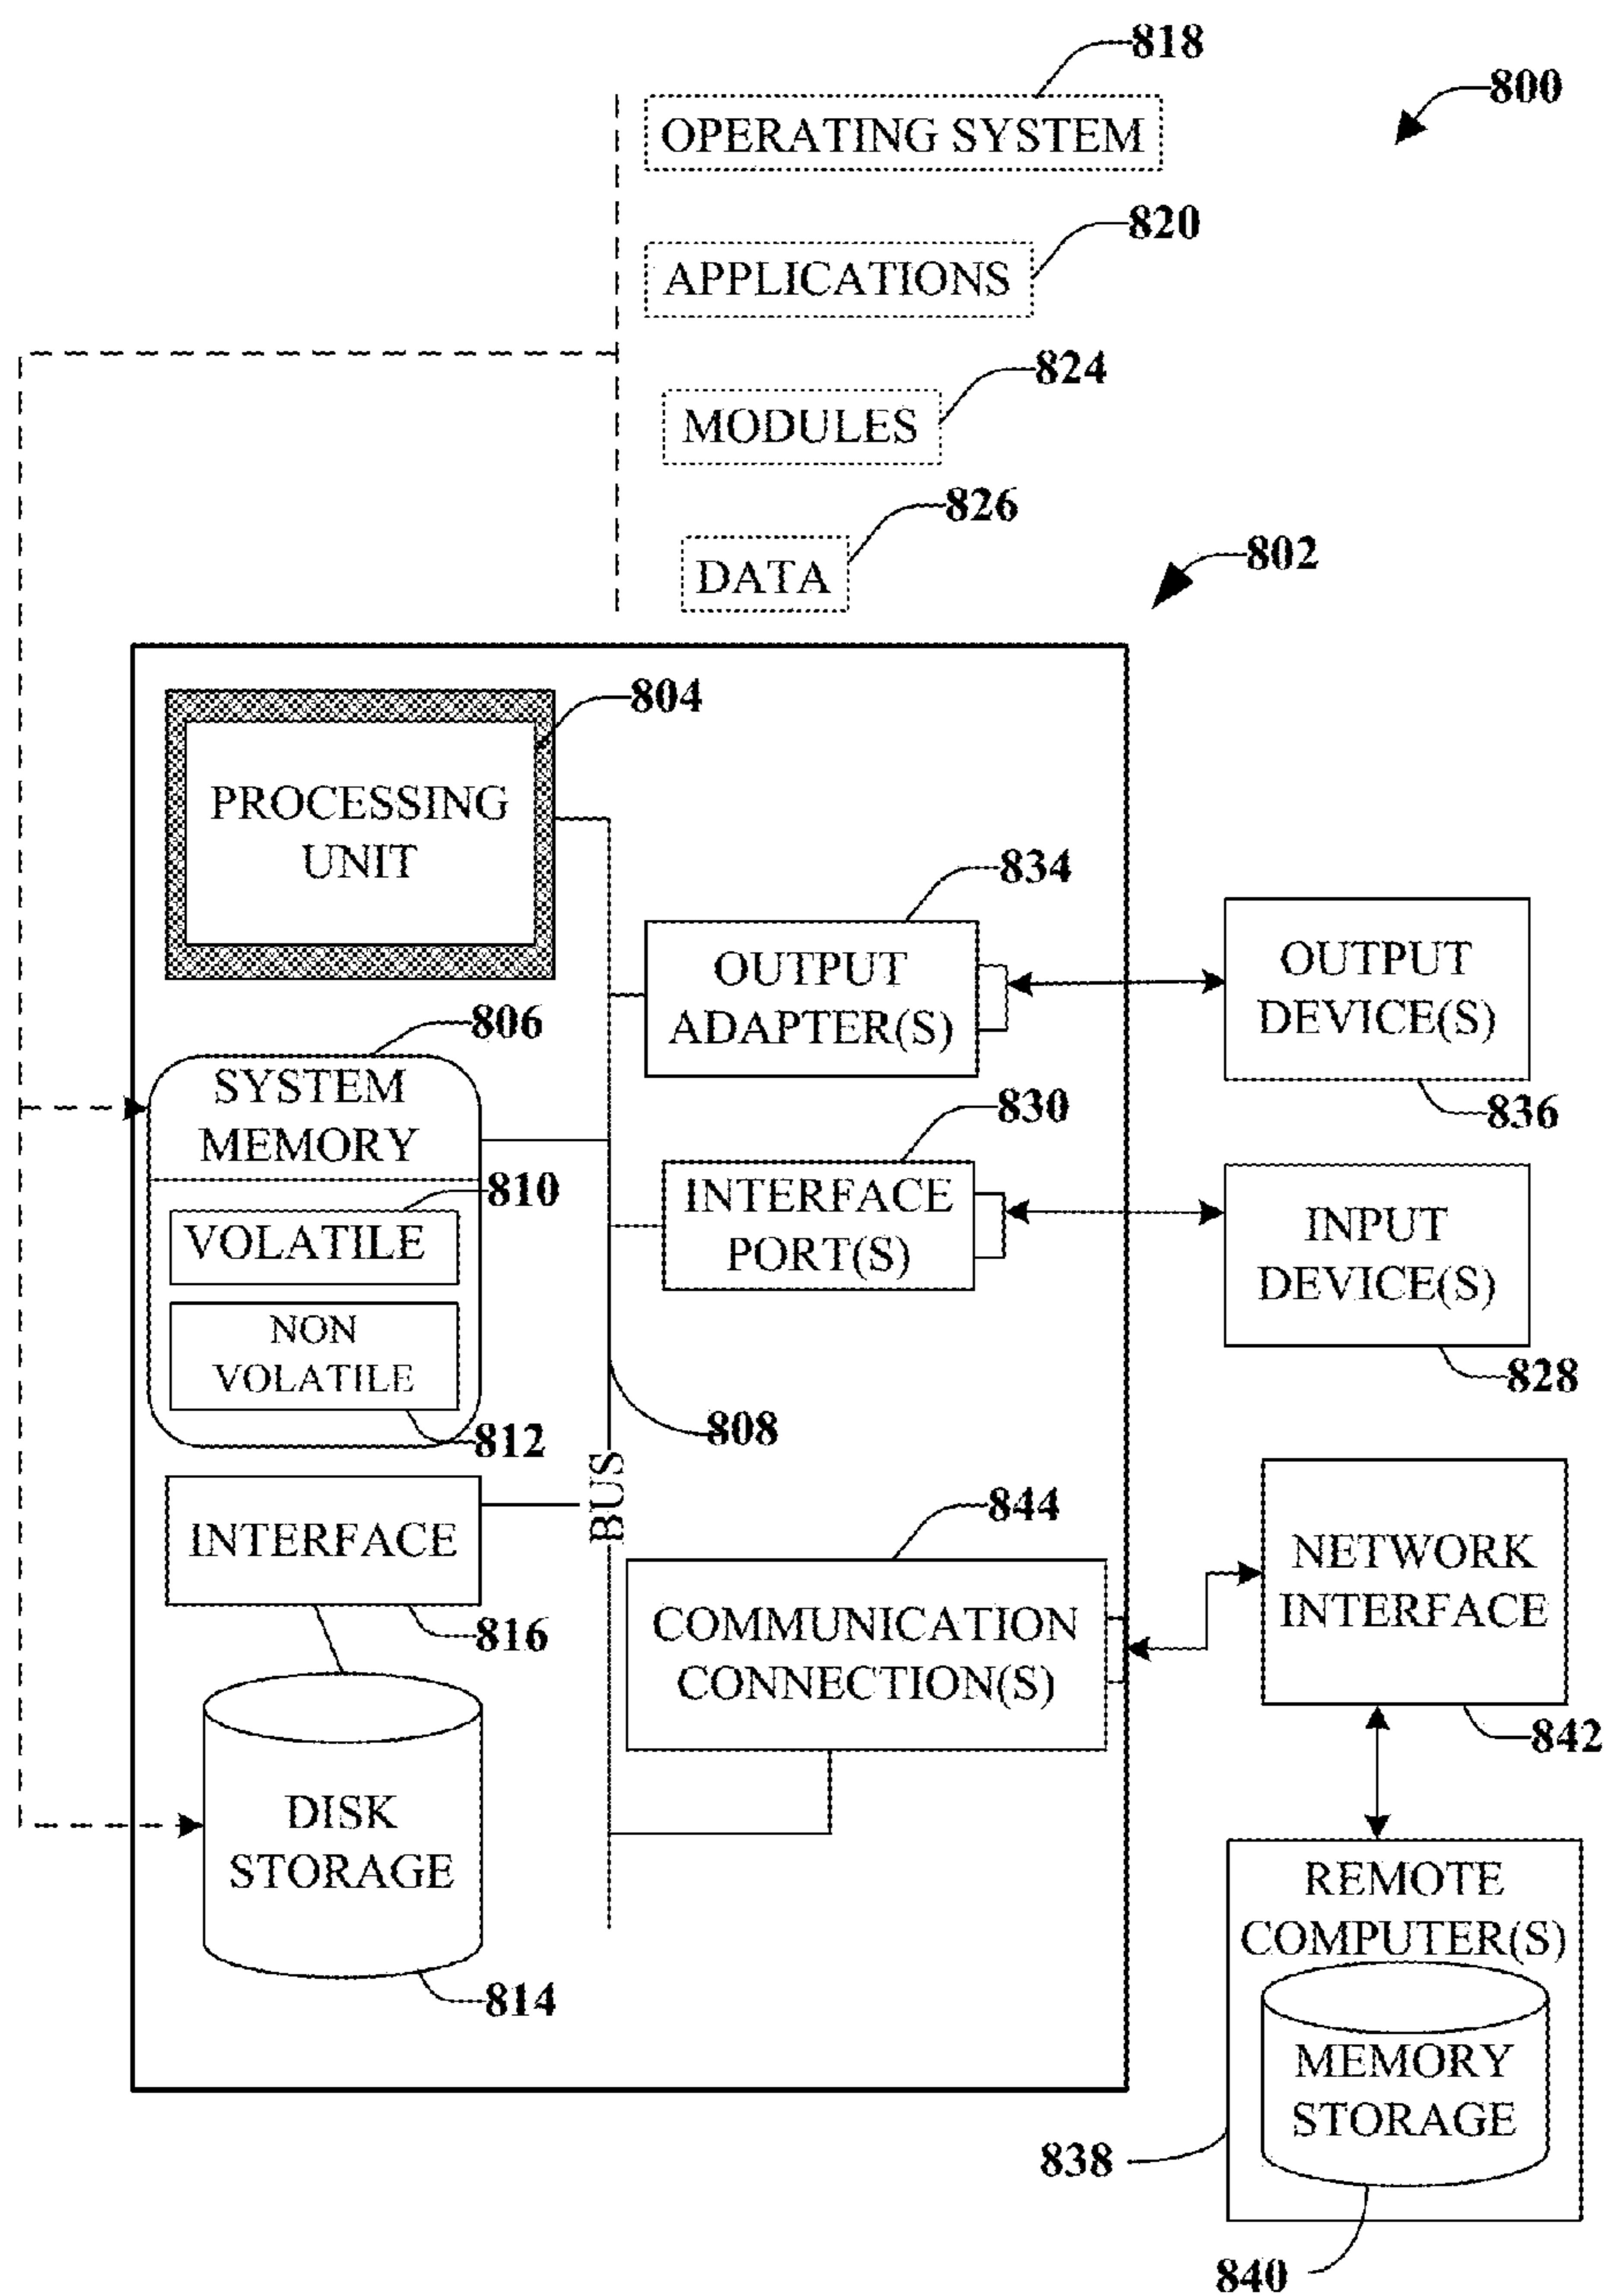 818
800
OPERATING SYSTEM
820
APPLICATIONS
824
MODULES
826
802
DATA
804
PROCESSING
UNIT
834
OUTPUT
ADAPTER(S)
OUTPUT
DEVICE(S)
836
806
SYSTEM
MEMORY
830
INTERFACE
PORT(S)
INPUT
DEVICE(S)
828
810
VOLATILE
NON
VOLATILE
812
808
BUS
INTERFACE
816
844
COMMUNICATION
CONNECTION(S)
NETWORK
INTERFACE
842
DISK
STORAGE
814
REMOTE
COMPUTER(S)
MEMORY
STORAGE
838
840